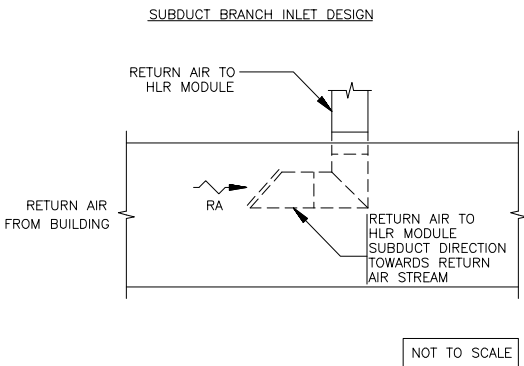 SUBDUCT BRANCH INLET DESIGN
RETURN AIR TO
HLR MODULE
RETURN AIR
FROM BUILDING
RA
RETURN AIR TO
HLR MODULE
SUBDUCT DIRECTION
TOWARDS RETURN
AIR STREAM
NOT TO SCALE